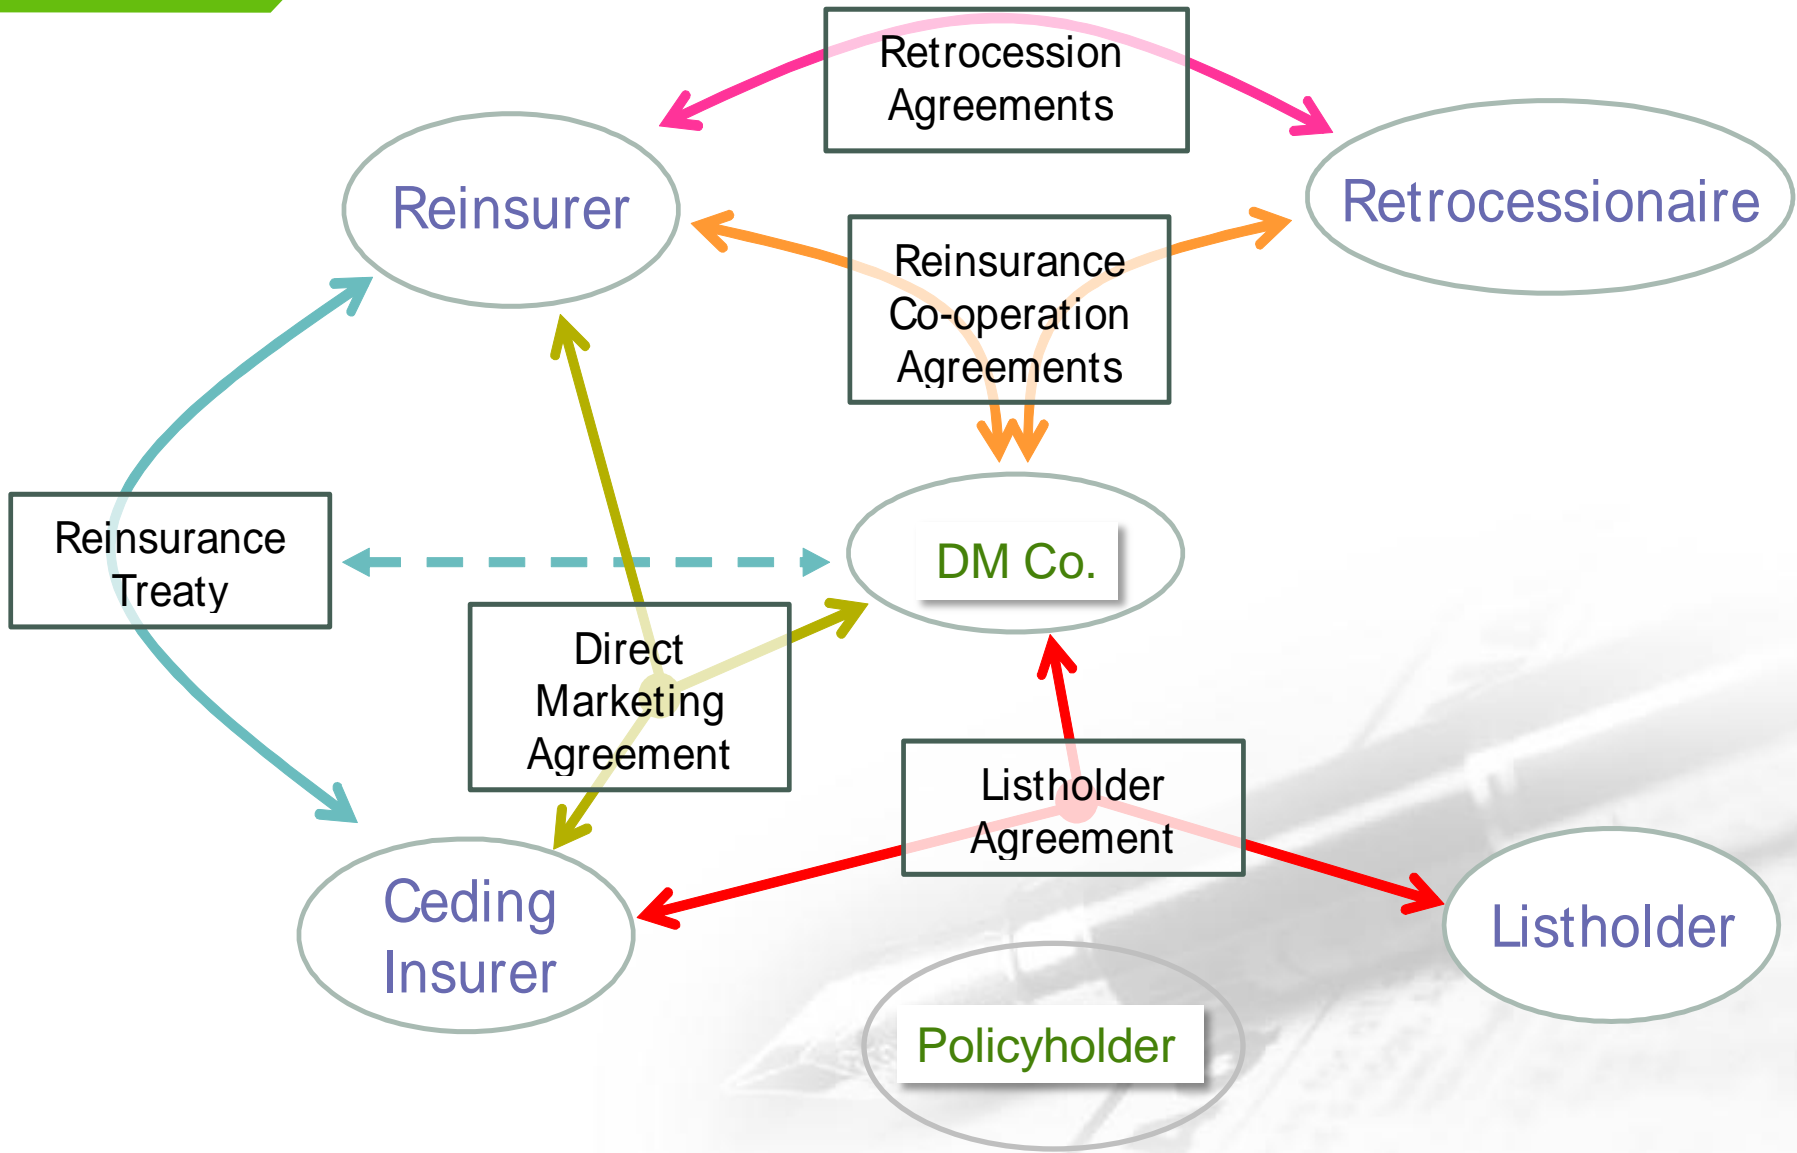 Retrocession
Agreements
Reinsurer
Retrocessionaire
Reinsurance
Co-operation
Agreements
Reinsurance
Treaty
DM Co.
Direct
Marketing
Agreement
Listholder
Agreement
Ceding
Insurer
Listholder
Policyholder